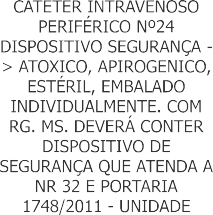 CATETER INTRAVENOSO
PERIFÉRICO Nº24
DISPOSITIVO SEGURANÇA -
> ATOXICO, APIROGENICO,
ESTÉRIL, EMBALADO
INDIVIDUALMENTE. COM
RG. MS. DEVERÁ CONTER
DISPOSITIVO DE
SEGURANÇA QUE ATENDA A
NR 32 E PORTARIA
1748/2011 - UNIDADE